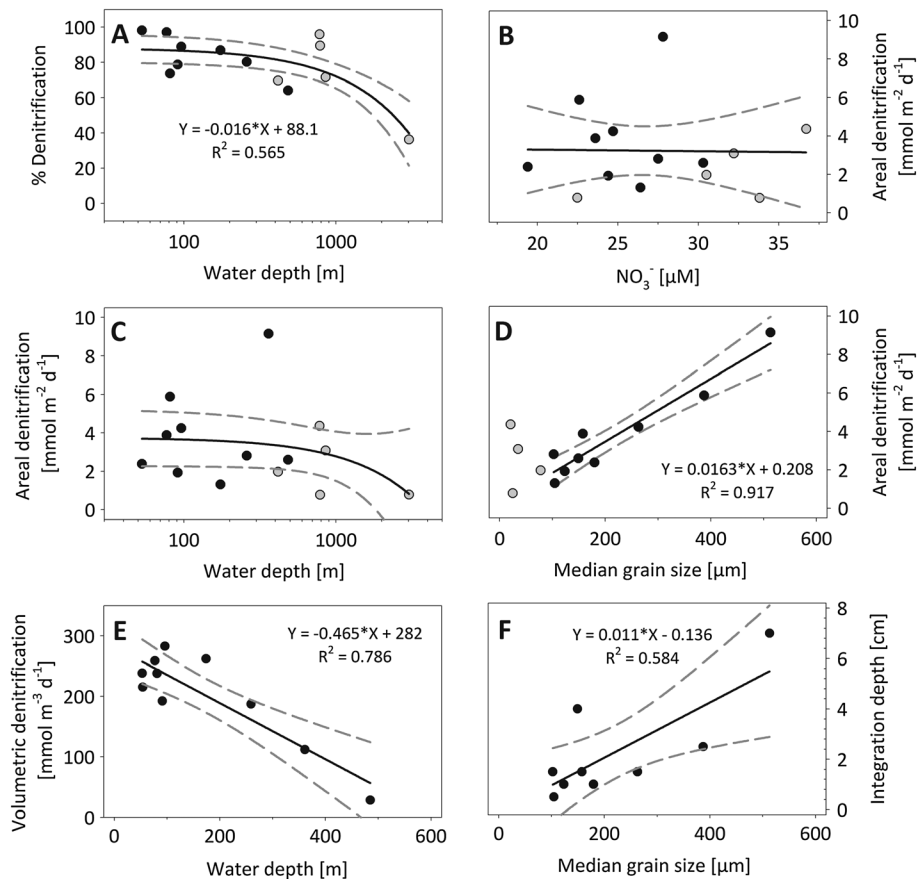 A
% Denitrification
100
80
60
40
20
0
Y = -0.016*X + 88.1
R² = 0.565
100
1000
Water depth [m]
B
10
8
6
4
2
0
Areal denitrification
[mmol m⁻² d⁻¹]
20
25
30
35
NO₃⁻ [µM]
C
Areal denitrification
[mmol m⁻² d⁻¹]
10
8
6
4
2
0
100
1000
Water depth [m]
D
10
8
6
4
2
0
Areal denitrification
[mmol m⁻² d⁻¹]
Y = 0.0163*X + 0.208
R² = 0.917
0
200
400
600
Median grain size [µm]
E
Volumetric denitrification
[mmol m⁻³ d⁻¹]
300
200
100
0
Y = -0.465*X + 282
R² = 0.786
0
200
400
600
Water depth [m]
F
Y = 0.011*X - 0.136
R² = 0.584
8
6
4
2
0
Integration depth [cm]
0
200
400
600
Median grain size [µm]